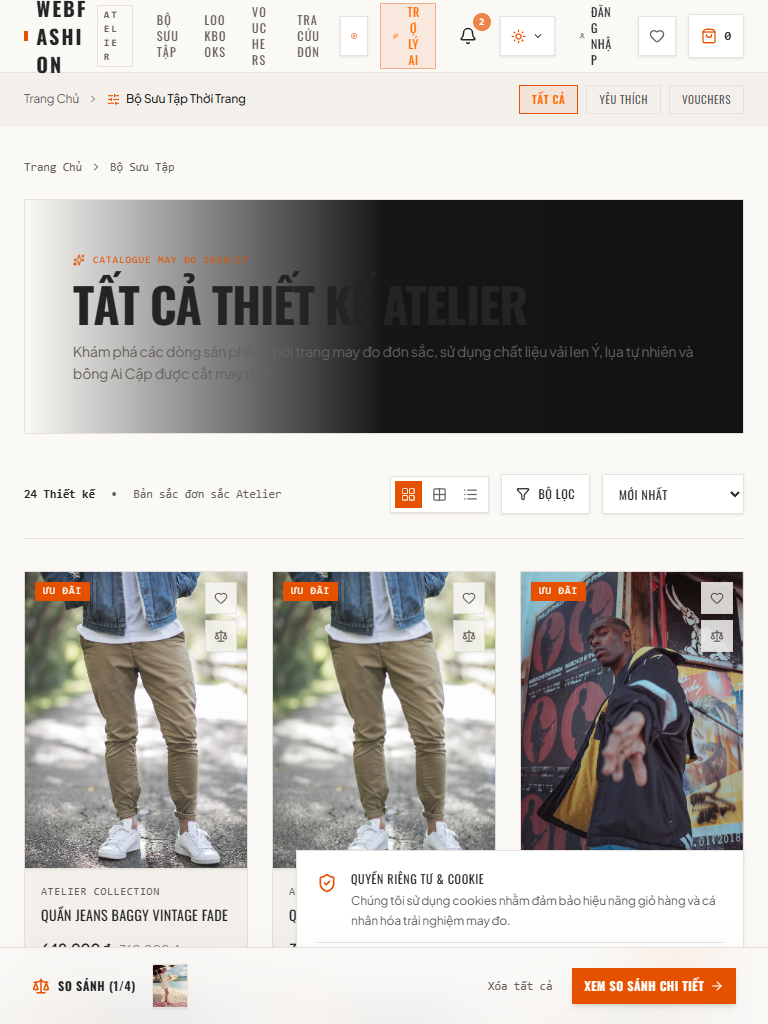 WEBF
ASHI
ON
AT
EL
IE
R
BỘ
SƯU
TẬP
LOO
KBO
OKS
VO
UC
HE
RS
TRA
CỨU
ĐƠN
TR
Ợ
LÝ
AI
2
ĐĂN
G
NHẬ
P
0
Trang Chủ
Bộ Sưu Tập Thời Trang
TẤT CẢ
YÊU THÍCH
VOUCHERS
Trang Chủ
Bộ Sưu Tập
CATALOGUE MAY ĐO
TẤT CẢ THIẾT KẾ ATELIER
Khám phá các dòng sản phẩm thời trang may đo đơn sắc, sử dụng chất liệu vải len Ý, lụa tự nhiên và
bông Ai Cập được cắt may
24 Thiết kế • Bản sắc đơn sắc Atelier
BỘ LỌC
MỚI NHẤT
ƯU ĐÃI
ƯU ĐÃI
ƯU ĐÃI
ATELIER COLLECTION
QUẦN JEANS BAGGY VINTAGE FADE
QUYỀN RIÊNG TƯ & COOKIE
Chúng tôi sử dụng cookies nhằm đảm bảo hiệu năng giỏ hàng và cá
nhân hóa trải nghiệm may đo.
SO SÁNH (1/4)
Xóa tất cả
XEM SO SÁNH CHI TIẾT